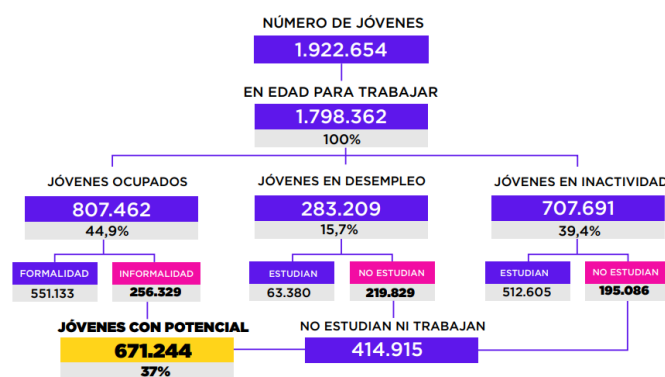 NÚMERO DE JÓVENES
1.922.654
EN EDAD PARA TRABAJAR
1.798.362
100%
JÓVENES OCUPADOS
807.462
44,9%
JÓVENES EN DESEMPLEO
283.209
15,7%
JÓVENES EN INACTIVIDAD
707.691
39,4%
FORMALIDAD
551.133
INFORMALIDAD
256.329
ESTUDIAN
63.380
NO ESTUDIAN
219.829
ESTUDIAN
512.605
NO ESTUDIAN
195.086
JÓVENES CON POTENCIAL
671.244
37%
NO ESTUDIAN NI TRABAJAN
414.915